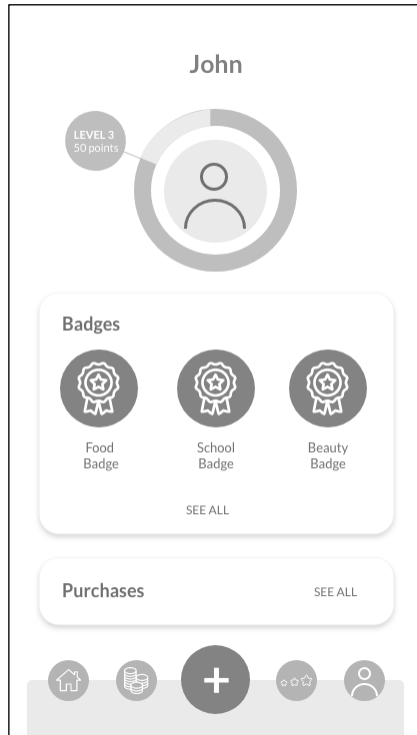 John
LEVEL 3
50 points
Badges
Food
Badge
School
Badge
Beauty
Badge
SEE ALL
Purchases
SEE ALL